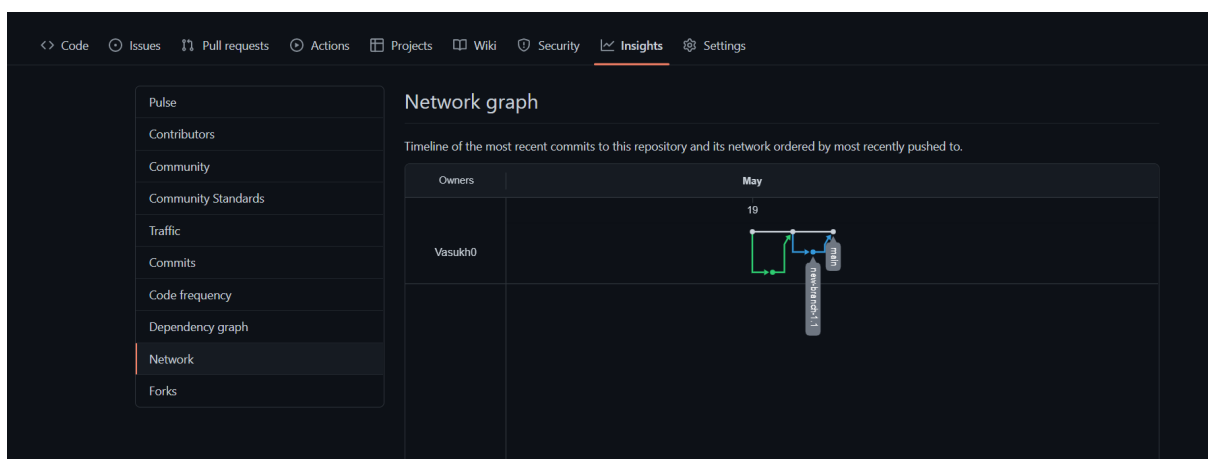 <> Code Issues Pull requests Actions Projects Wiki Security Insights Settings
Pulse
Contributors
Community
Community Standards
Traffic
Commits
Code frequency
Dependency graph
Network
Forks
Network graph
Timeline of the most recent commits to this repository and its network ordered by most recently pushed to.
Owners May
19
Vasukh0
main
new-branch-1.1